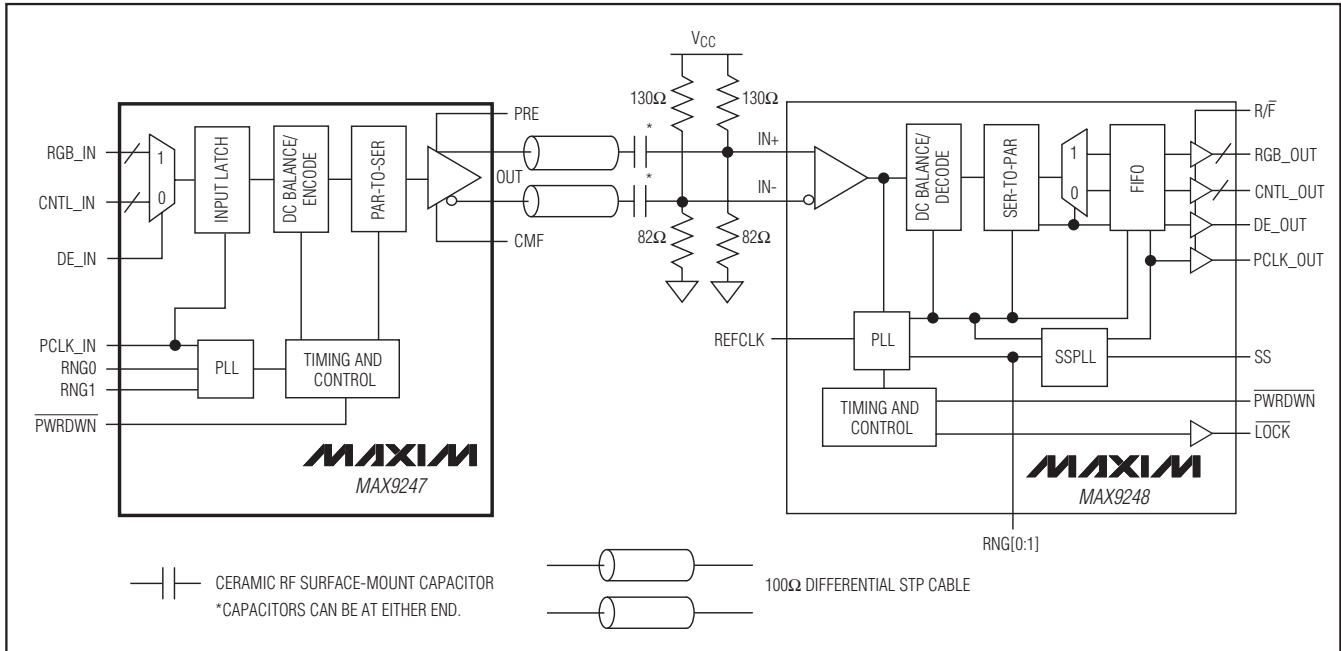 VCC
130Ω
130Ω
PRE
R/F̅
RGB_IN
1
INPUT LATCH
DC BALANCE/
ENCODE
PAR-TO-SER
OUT
*
*
IN+
IN-
DC BALANCE/
DECODE
SER-TO-PAR
1
FIFO
RGB_OUT
CNTL_IN
0
0
CNTL_OUT
DE_IN
CMF
82Ω
82Ω
DE_OUT
PCLK_OUT
PCLK_IN
RNG0
RNG1
PLL
TIMING AND
CONTROL
REFCLK
PLL
SSPLL
SS
PWRDWN
TIMING AND
CONTROL
PWRDWN
LOCK
MAXIM
MAX9247
MAXIM
MAX9248
RNG[0:1]
CERAMIC RF SURFACE-MOUNT CAPACITOR
*CAPACITORS CAN BE AT EITHER END.
100Ω DIFFERENTIAL STP CABLE